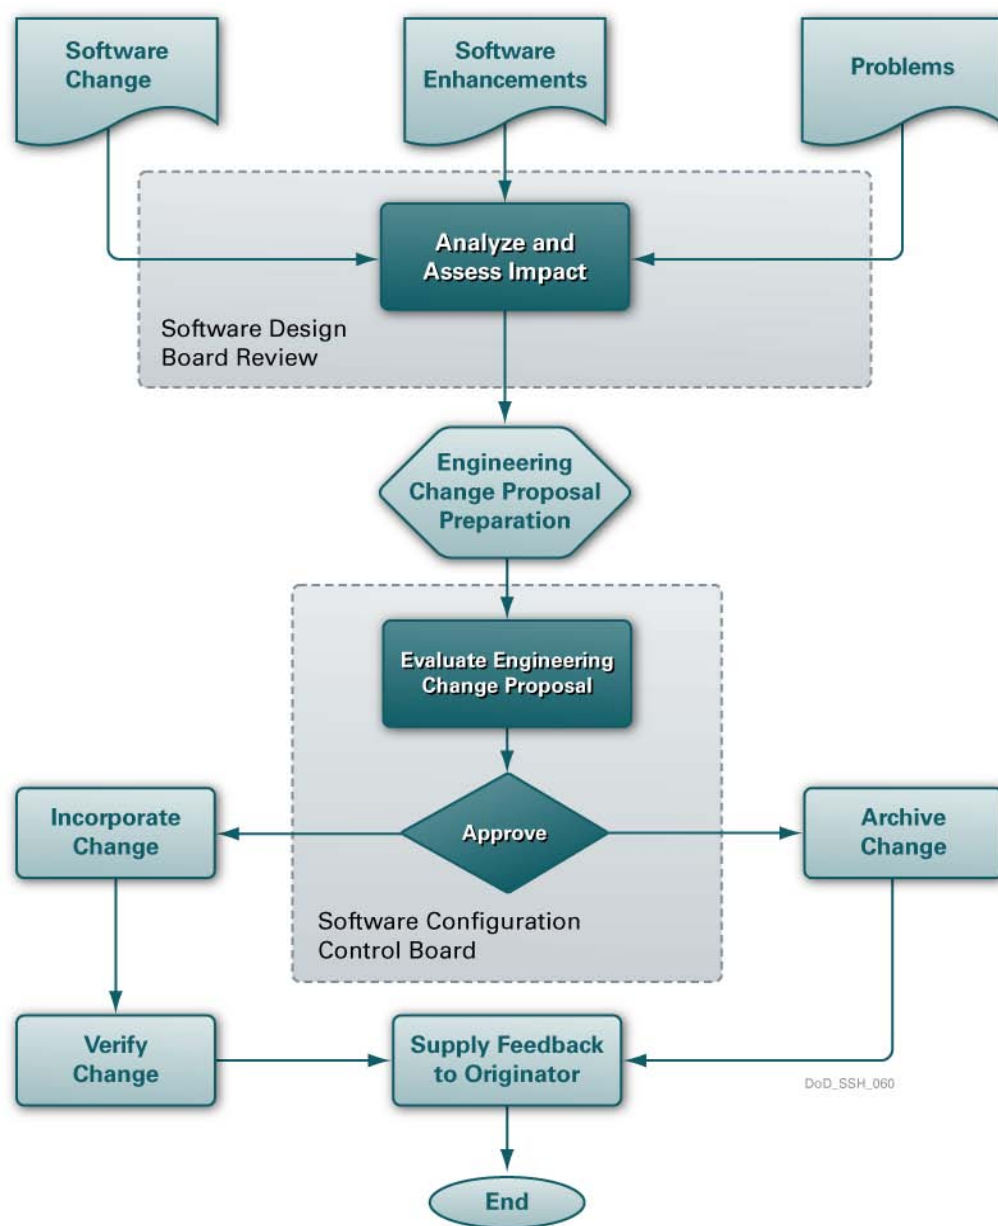 Software
Change
Software
Enhancements
Problems
Analyze and
Assess Impact
Software Design
Board Review
Engineering
Change Proposal
Preparation
Evaluate Engineering
Change Proposal
Approve
Incorporate
Change
Archive
Change
Software Configuration
Control Board
Verify
Change
Supply Feedback
to Originator
DoD_SSH_060
End